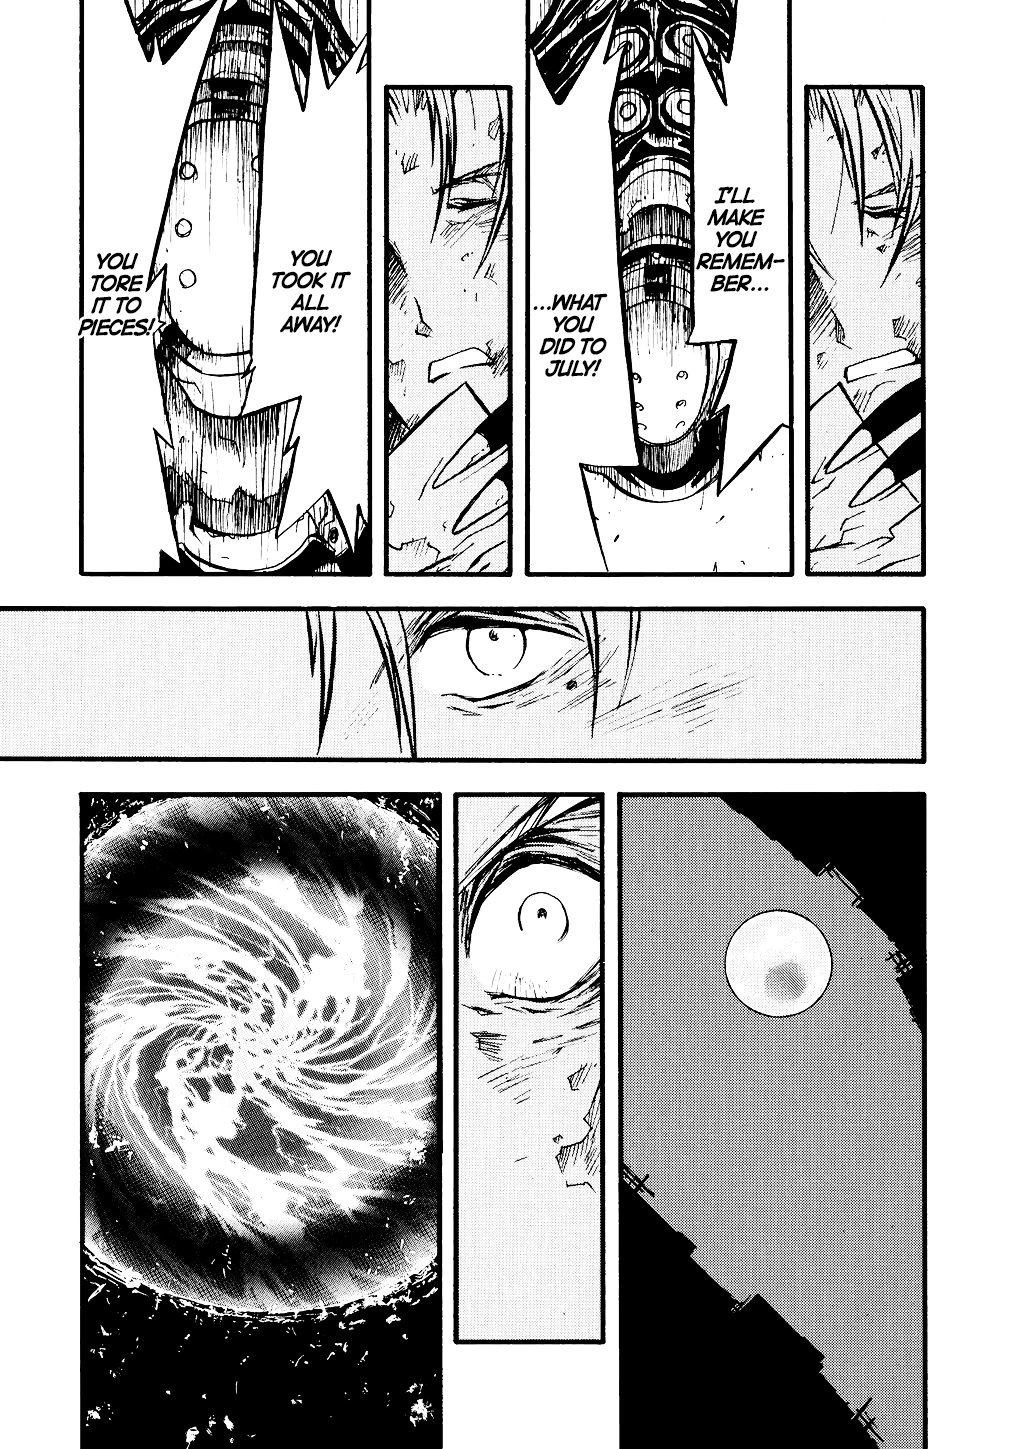 I'LL
MAKE
YOU
REMEM-
BER...
...WHAT
YOU
DID TO
JULY!
YOU
TOOK IT
ALL
AWAY!
YOU
TORE
IT TO
PIECES!